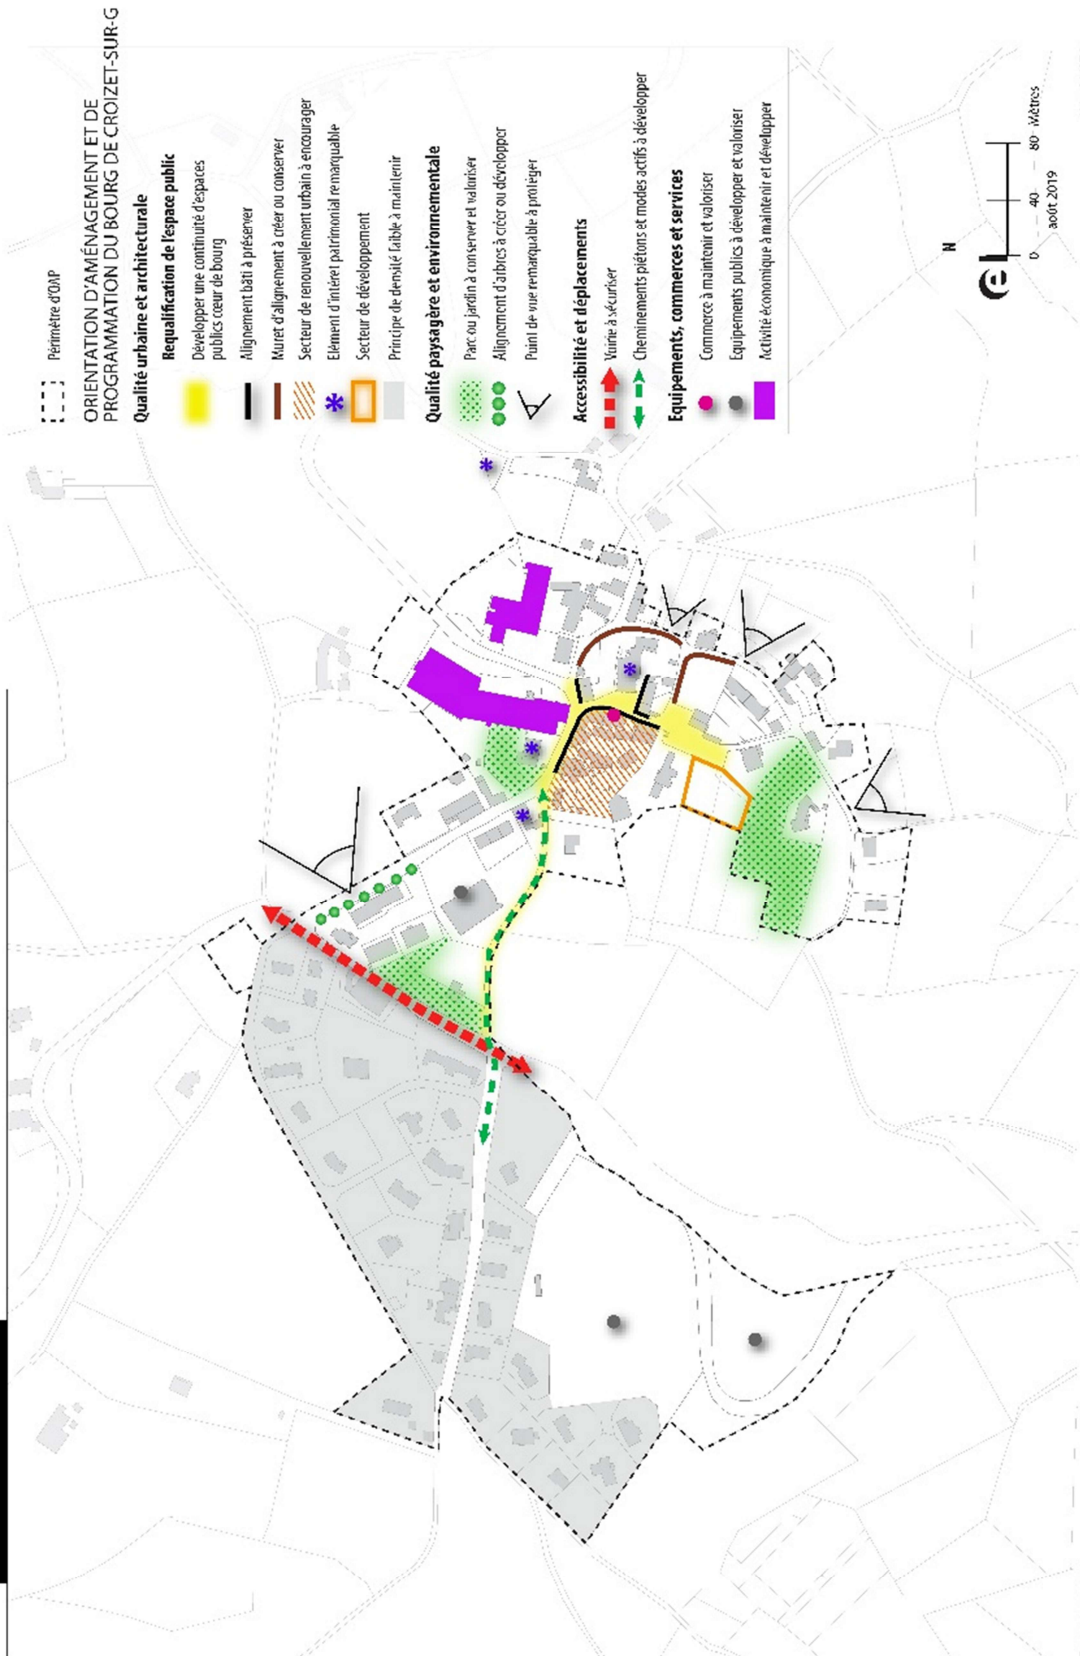 Périmètre d'OAP
ORIENTATION D'AMÉNAGEMENT ET DE
PROGRAMMATION DU BOURG DE CROIZET-SUR-G
Qualité urbaine et architecturale
Requalification de l'espace public
Développer une continuité d'espaces
publics cœur de bourg
Alignement bâti à préserver
Muret d'alignement à créer ou conserver
Secteur de renouvellement urbain à encourager
Elément d'intéret patrimonial remarquable
Secteur de développement
Principe de densité faible à maintenir
Qualité paysagère et environnementale
Parc ou jardin à conserver et valoriser
Alignement d'arbres à créer ou développer
Point de vue remarquable à protéger
Accessibilité et déplacements
Voirie à sécuriser
Cheminements piétons et modes actifs à développer
Equipements, commerces et services
Commerce à maintenir et valoriser
Equipements publics à développer et valoriser
Activité économique à maintenir et développer
N
0 40 80 Mètres
août 2019